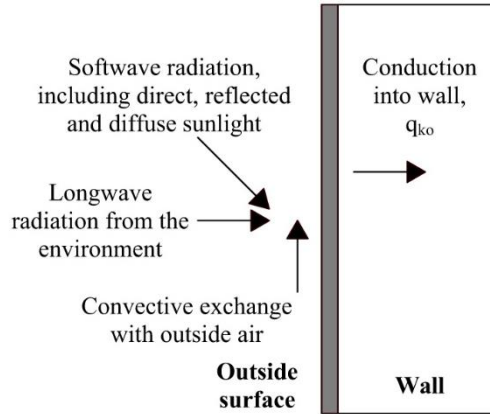 Softwave radiation,
including direct, reflected
and diffuse sunlight
Conduction
into wall,
qko
Longwave
radiation from the
environment
Convective exchange
with outside air
Outside
surface
Wall